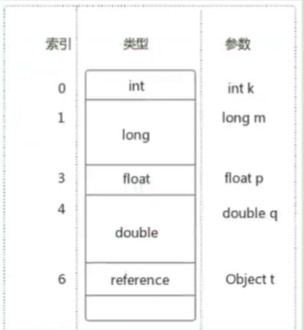 索引 类型 参数
0 int int k
1 long long m
3 float float p
4 double double q
6 reference Object t